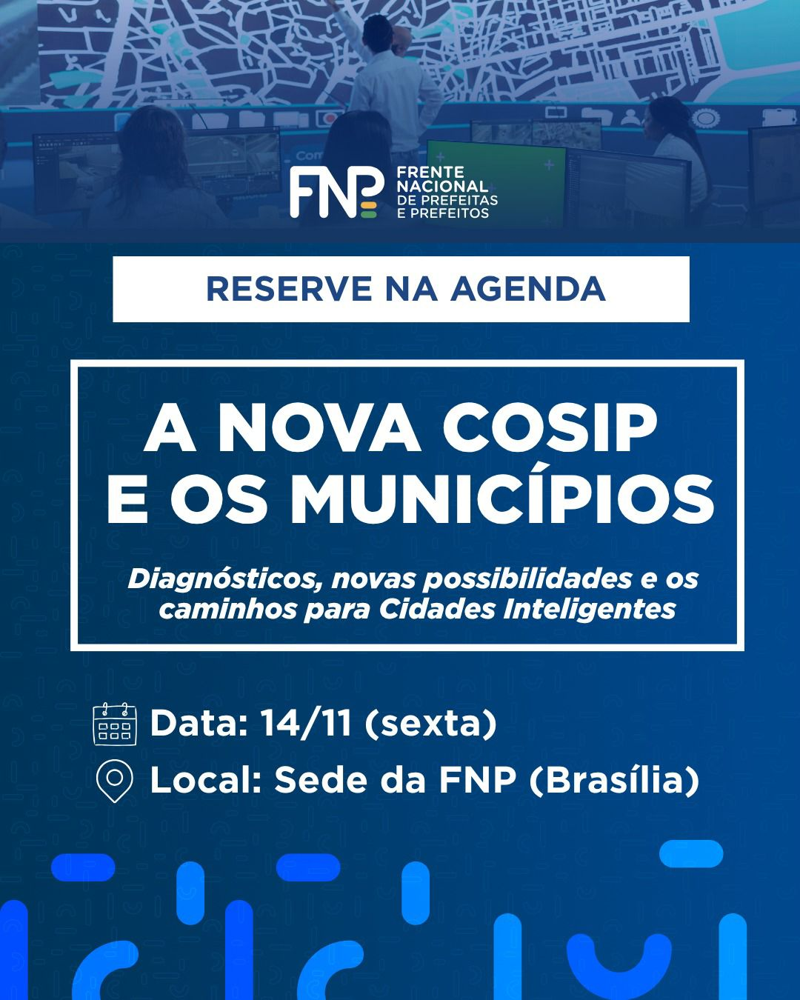 FNP
FRENTE
NACIONAL
DE PREFEITAS
E PREFEITOS
RESERVE NA AGENDA
A NOVA COSIP
E OS MUNICÍPIOS
Diagnósticos, novas possibilidades e os
caminhos para Cidades Inteligentes
Data: 14/11 (sexta)
Local: Sede da FNP (Brasília)